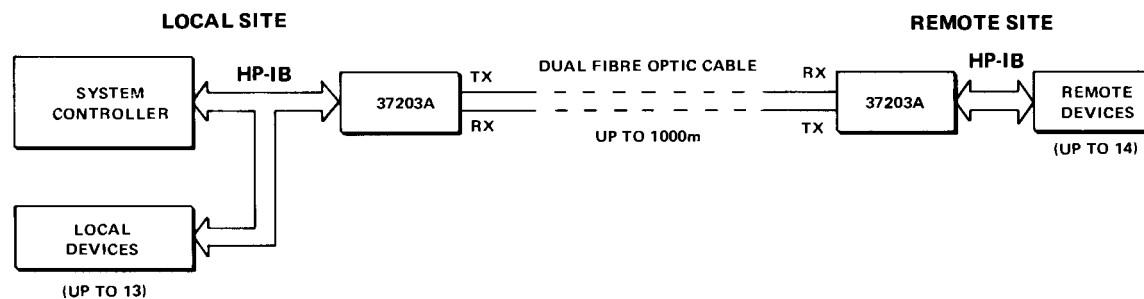 LOCAL SITE
REMOTE SITE
SYSTEM
CONTROLLER
HP-IB
37203A
TX
RX
DUAL FIBRE OPTIC CABLE
UP TO 1000m
RX
TX
37203A
HP-IB
REMOTE
DEVICES
(UP TO 14)
LOCAL
DEVICES
(UP TO 13)